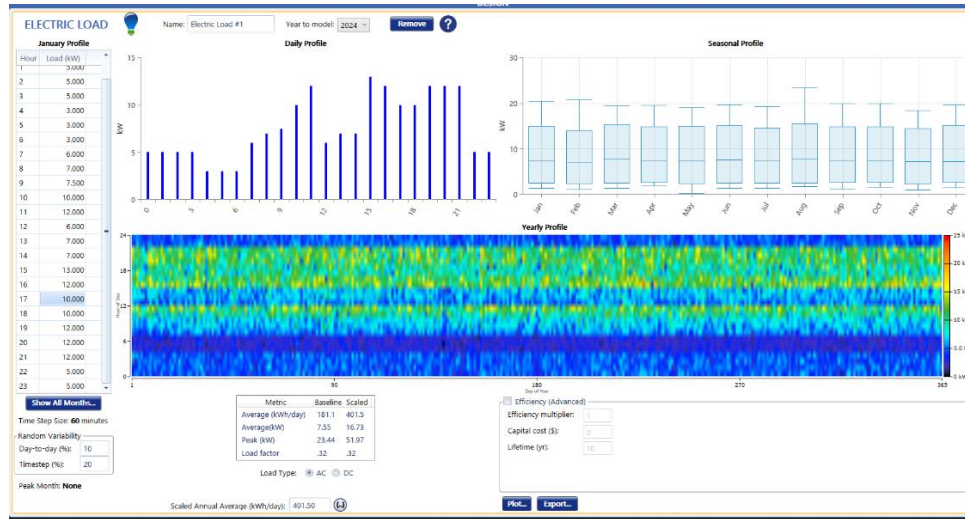 DESIGN
ELECTRIC LOAD
Name: Electric Load #1
Year to model: 2024
Remove
?
January Profile
Hour Load (kW)
1 5.000
2 5.000
3 5.000
4 3.000
5 3.000
6 3.000
7 6.000
8 7.000
9 7.500
10 10.000
11 12.000
12 6.000
13 7.000
14 7.000
15 13.000
16 12.000
17 10.000
18 10.000
19 12.000
20 12.000
21 12.000
22 5.000
23 5.000
Show All Months...
Time Step Size: 60 minutes
Random Variability
Day-to-day (%): 10
Timestep (%): 20
Peak Month: None
Daily Profile
kW
15
10
5
0
0 3 6 9 12 15 18 21
Seasonal Profile
kW
30
20
10
0
Jan Feb Mar Apr May Jun Jul Aug Sep Oct Nov Dec
Yearly Profile
Hour of Day
24
18
12
6
0
1 90 180 270 365
Day of Year
25 k
20 k
15 k
10 k
5.0 l
0 kW
Metric Baseline Scaled
Average (kWh/day) 181.1 401.5
Average(kW) 7.55 16.73
Peak (kW) 23.44 51.97
Load factor .32 .32
Load Type: AC DC
Scaled Annual Average (kWh/day): 401.50
Efficiency (Advanced)
Efficiency multiplier: 1
Capital cost ($): 0
Lifetime (yr): 10
Plot... Export...